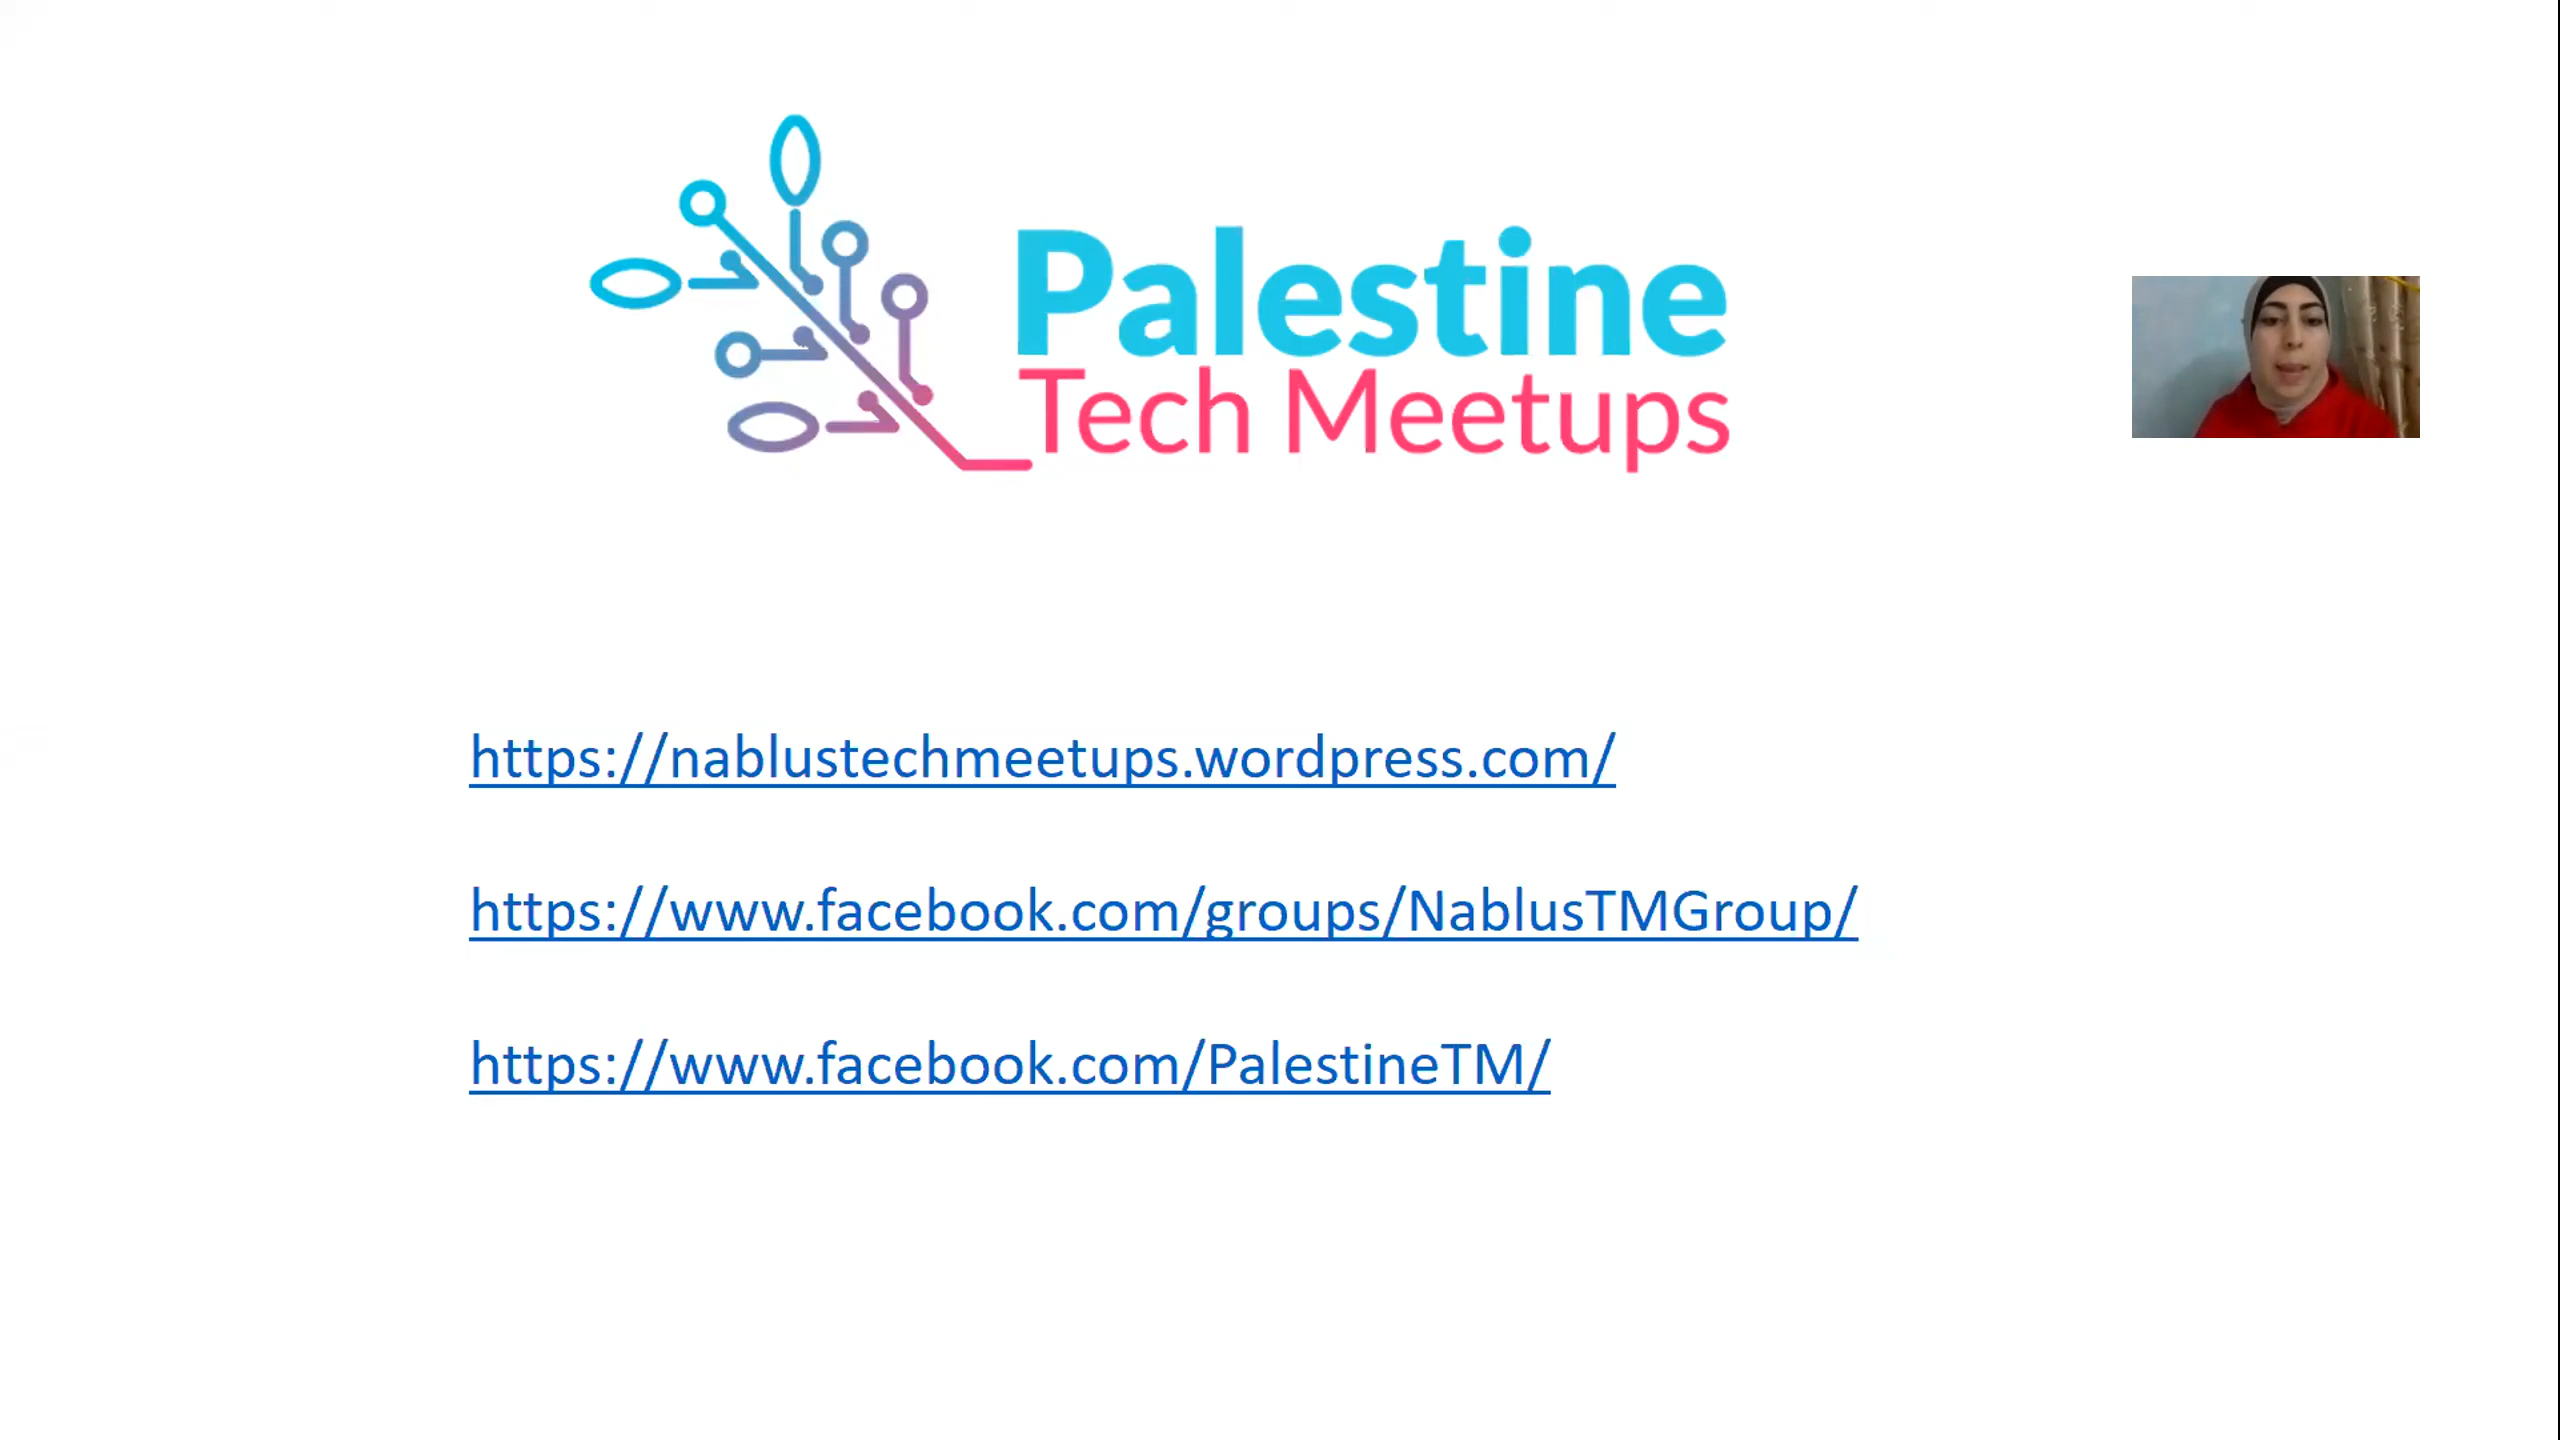 Palestine
Tech Meetups
https://nablustechmeetups.wordpress.com/
https://www.facebook.com/groups/NablusTMGroup/
https://www.facebook.com/PalestineTM/